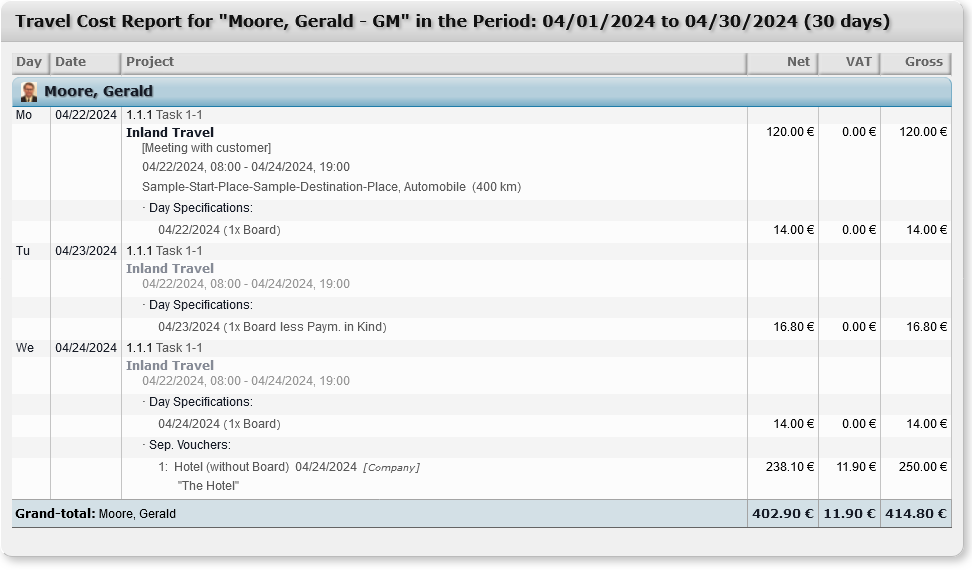 Travel Cost Report for "Moore, Gerald - GM" in the Period: 04/01/2024 to 04/30/2024 (30 days)
Day Date Project Net VAT Gross
Moore, Gerald
Mo 04/22/2024 1.1.1 Task 1-1
Inland Travel 120.00 € 0.00 € 120.00 €
[Meeting with customer]
04/22/2024, 08:00 - 04/24/2024, 19:00
Sample-Start-Place-Sample-Destination-Place, Automobile (400 km)
· Day Specifications:
04/22/2024 (1x Board) 14.00 € 0.00 € 14.00 €
Tu 04/23/2024 1.1.1 Task 1-1
Inland Travel
04/22/2024, 08:00 - 04/24/2024, 19:00
· Day Specifications:
04/23/2024 (1x Board less Paym. in Kind) 16.80 € 0.00 € 16.80 €
We 04/24/2024 1.1.1 Task 1-1
Inland Travel
04/22/2024, 08:00 - 04/24/2024, 19:00
· Day Specifications:
04/24/2024 (1x Board) 14.00 € 0.00 € 14.00 €
· Sep. Vouchers:
1: Hotel (without Board) 04/24/2024 [Company] 238.10 € 11.90 € 250.00 €
"The Hotel"
Grand-total: Moore, Gerald 402.90 € 11.90 € 414.80 €